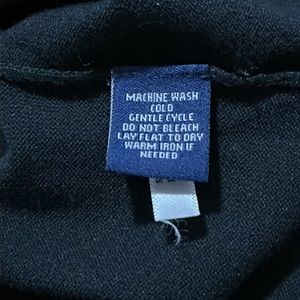 MACHINE WASH
COLD
GENTLE CYCLE
DO NOT BLEACH
LAY FLAT TO DRY
WARM IRON IF
NEEDED